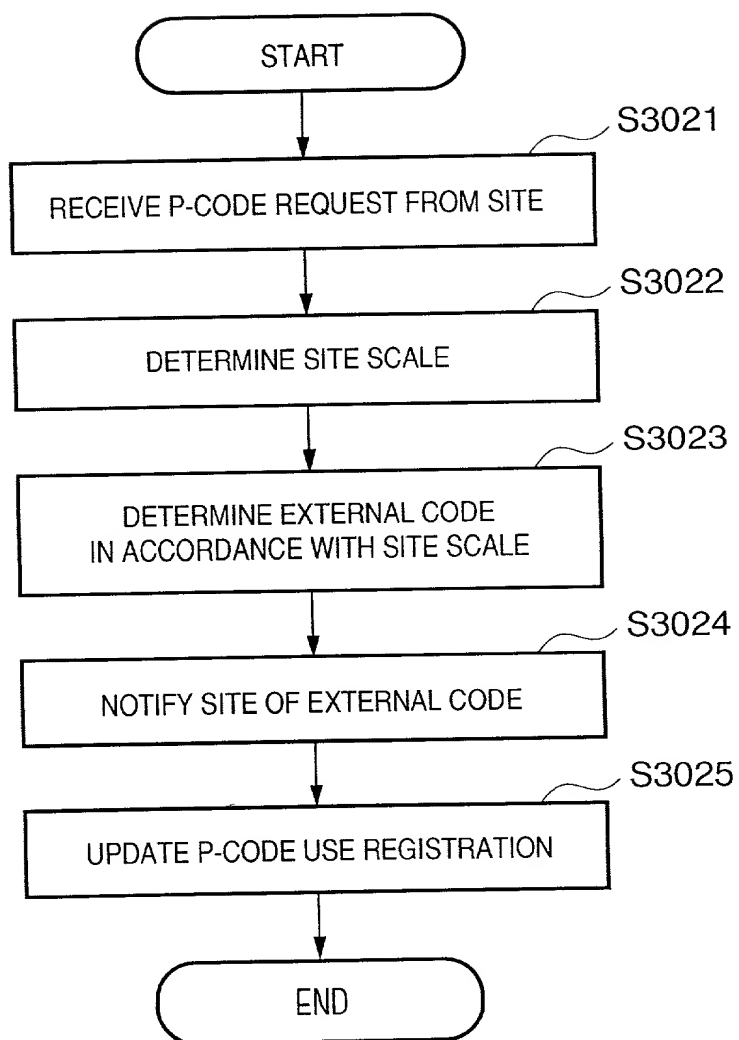 START
S3021
RECEIVE P-CODE REQUEST FROM SITE
S3022
DETERMINE SITE SCALE
S3023
DETERMINE EXTERNAL CODE
IN ACCORDANCE WITH SITE SCALE
S3024
NOTIFY SITE OF EXTERNAL CODE
S3025
UPDATE P-CODE USE REGISTRATION
END